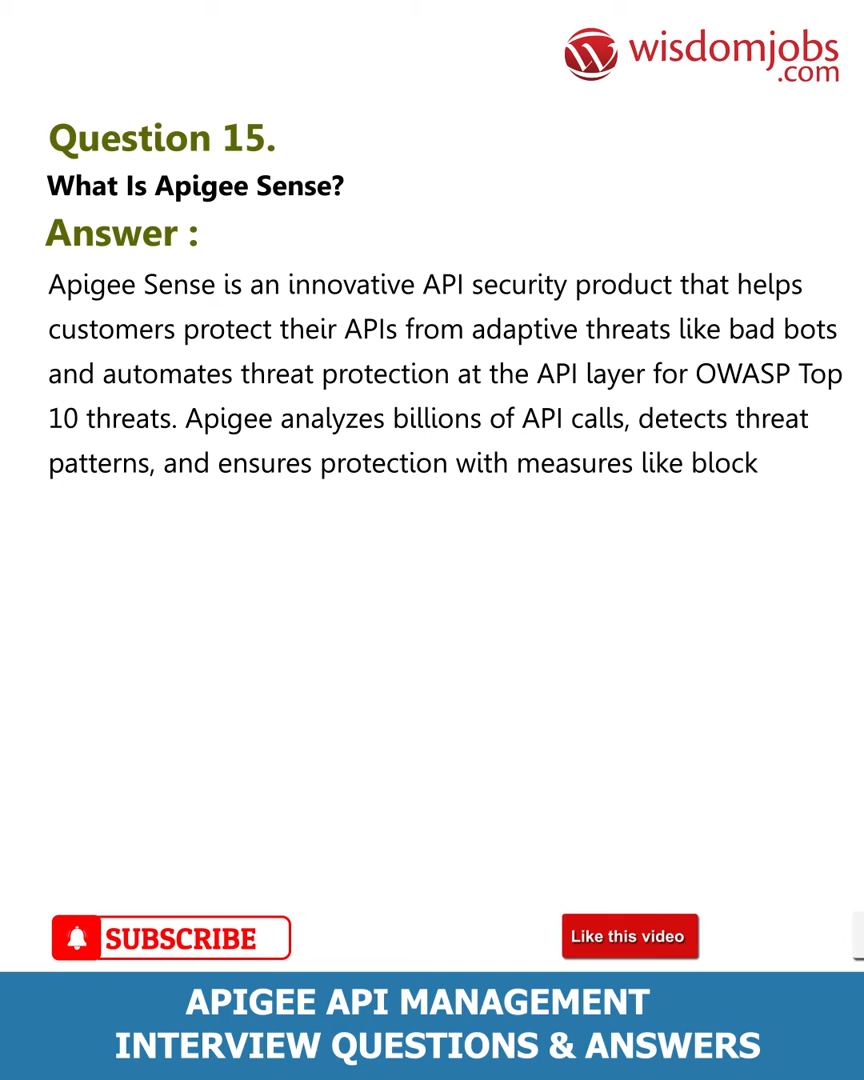 wisdomjobs
.com
Question 15.
What Is Apigee Sense?
Answer :
Apigee Sense is an innovative API security product that helps
customers protect their APIs from adaptive threats like bad bots
and automates threat protection at the API layer for OWASP Top
10 threats. Apigee analyzes billions of API calls, detects threat
patterns, and ensures protection with measures like block
SUBSCRIBE
Like this video
APIGEE API MANAGEMENT
INTERVIEW QUESTIONS & ANSWERS